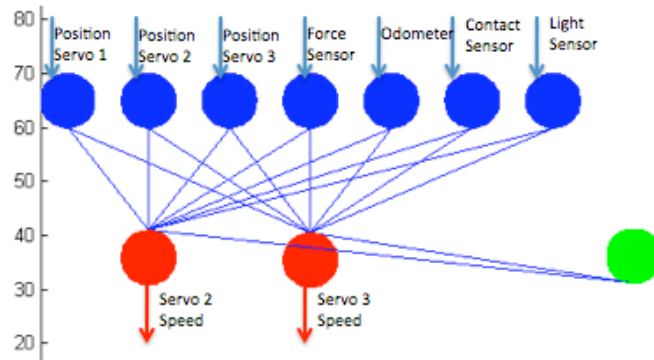 80
Position
Servo 1
Position
Servo 2
Position
Servo 3
Force
Sensor
Odometer
Contact
Sensor
Light
Sensor
70
60
50
40
30
20
Servo 2
Speed
Servo 3
Speed